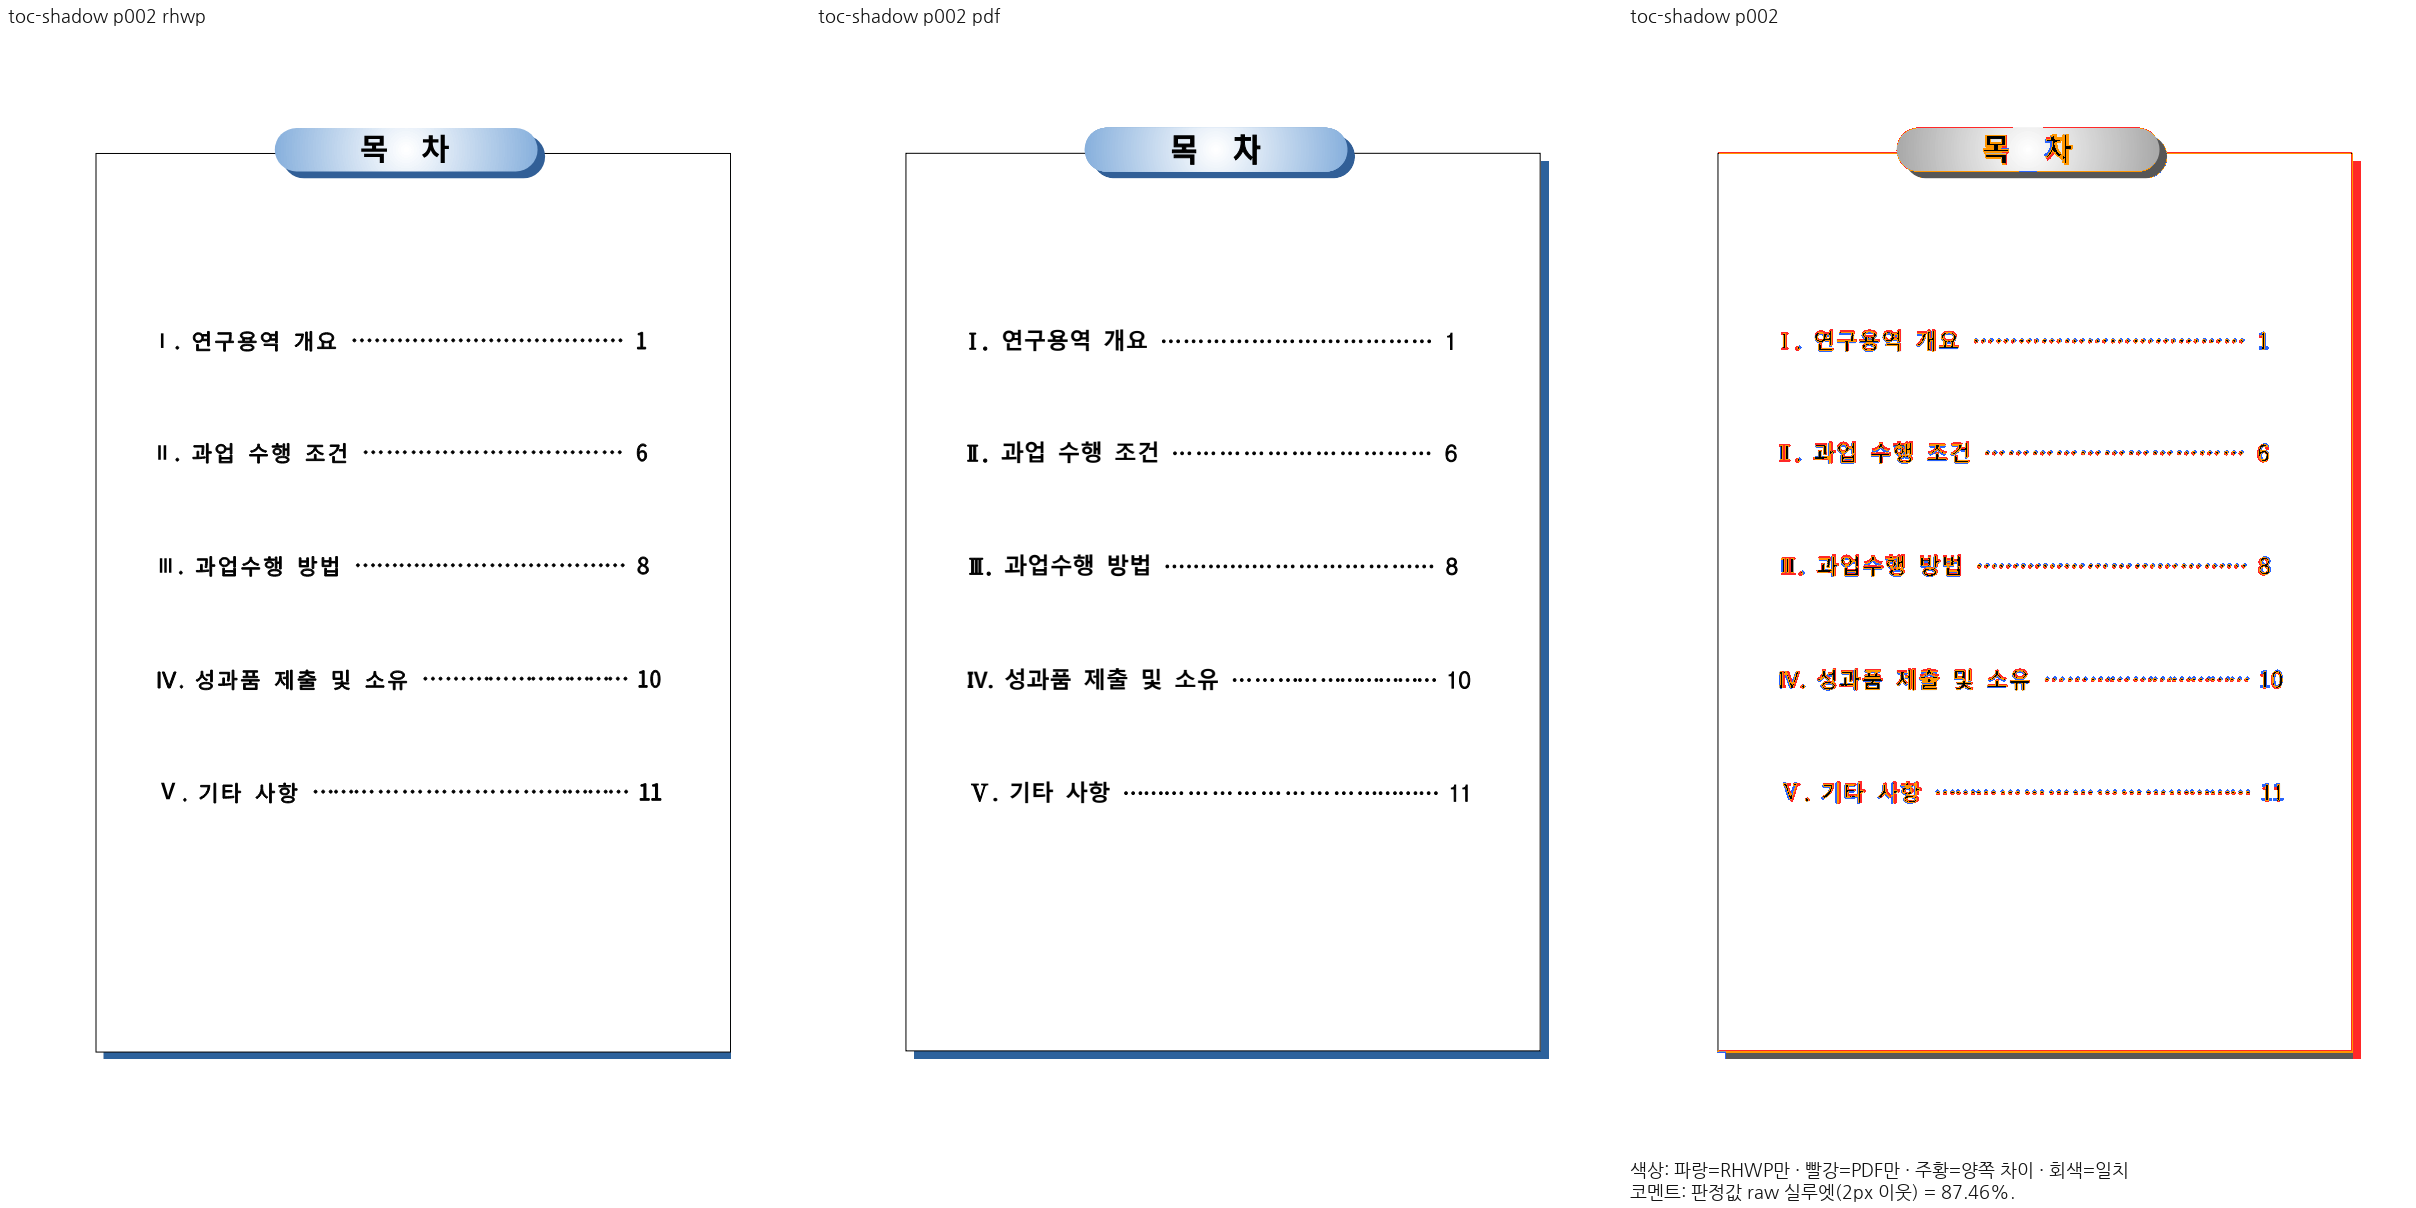 toc-shadow p002 rhwp
목 차
Ⅰ. 연구용역 개요 ⋯⋯⋯⋯⋯⋯⋯⋯⋯⋯⋯ 1
Ⅱ. 과업 수행 조건 ⋯⋯⋯⋯⋯⋯⋯⋯⋯⋯⋯ 6
Ⅲ. 과업수행 방법 ⋯⋯⋯⋯⋯⋯⋯⋯⋯⋯⋯ 8
Ⅳ. 성과품 제출 및 소유 ⋯⋯⋯⋯⋯⋯⋯⋯⋯ 10
Ⅴ. 기타 사항 ⋯⋯⋯⋯⋯⋯⋯⋯⋯⋯⋯⋯⋯ 11
toc-shadow p002 pdf
목 차
Ⅰ. 연구용역 개요 ⋯⋯⋯⋯⋯⋯⋯⋯⋯⋯⋯ 1
Ⅱ. 과업 수행 조건 ⋯⋯⋯⋯⋯⋯⋯⋯⋯⋯⋯ 6
Ⅲ. 과업수행 방법 ⋯⋯⋯⋯⋯⋯⋯⋯⋯⋯⋯ 8
Ⅳ. 성과품 제출 및 소유 ⋯⋯⋯⋯⋯⋯⋯⋯⋯ 10
Ⅴ. 기타 사항 ⋯⋯⋯⋯⋯⋯⋯⋯⋯⋯⋯⋯⋯ 11
toc-shadow p002
목 차
Ⅰ. 연구용역 개요 ⋯⋯⋯⋯⋯⋯⋯⋯⋯⋯⋯ 1
Ⅱ. 과업 수행 조건 ⋯⋯⋯⋯⋯⋯⋯⋯⋯⋯⋯ 6
Ⅲ. 과업수행 방법 ⋯⋯⋯⋯⋯⋯⋯⋯⋯⋯⋯ 8
Ⅳ. 성과품 제출 및 소유 ⋯⋯⋯⋯⋯⋯⋯⋯⋯ 10
Ⅴ. 기타 사항 ⋯⋯⋯⋯⋯⋯⋯⋯⋯⋯⋯⋯⋯ 11
색상: 파랑=RHWP만 · 빨강=PDF만 · 주황=양쪽 차이 · 회색=일치
코멘트: 판정값 raw 실루엣(2px 이웃) = 87.46%.